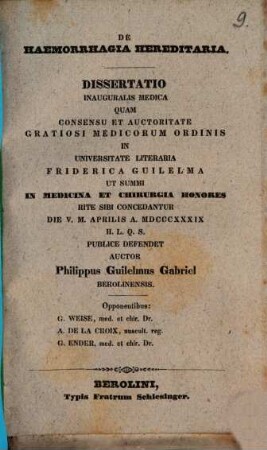 9.
DE
HAEMORRHAGIA HEREDITARIA.
DISSERTATIO
INAUGURALIS MEDICA
QUAM
CONSENSU ET AUCTORITATE
GRATIOSI MEDICORUM ORDINIS
IN
UNIVERSITATE LITERARIA
FRIDERICA GUILELMA
UT SUMMI
IN MEDICINA ET CHIRURGIA HONORES
RITE SIBI CONCEDANTUR
DIE V. M. APRILIS A. MDCCCXXXIX
H. L. Q. S.
PUBLICE DEFENDET
AUCTOR
Philippus Guilelmus Gabriel
BEROLINENSIS.
Opponentibus:
G. WEISE, med. et chir. Dr.
A. DE LA CROIX, auscult. reg.
G. ENDER, med. et chir. Dr.
BEROLINI,
Typis Fratrum Schlesinger.